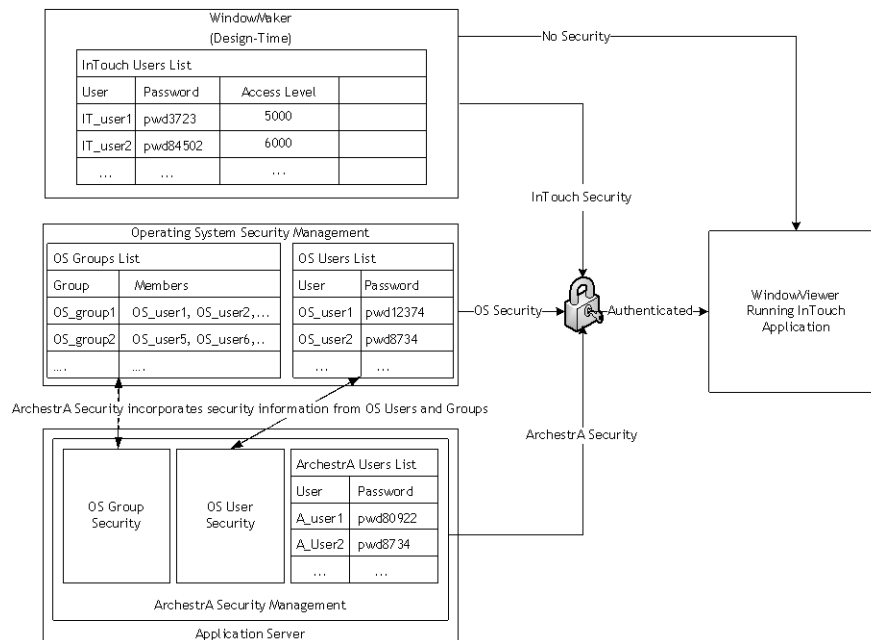 WindowMaker
(Design-Time)
InTouch Users List
User Password Access Level
IT_user1 pwd3723 5000
IT_user2 pwd84502 6000
... ... ...
No Security
InTouch Security
Operating System Security Management
OS Groups List
Group Members
OS_group1 OS_user1, OS_user2,...
OS_group2 OS_user5, OS_user6,..
.... ....
OS Users List
User Password
OS_user1 pwd12374
OS_user2 pwd8734
... ...
OS Security
Authenticated
WindowViewer
Running InTouch
Application
ArchestrA Security incorporates security information from OS Users and Groups
ArchestrA Security
OS Group
Security
OS User
Security
ArchestrA Users List
User Password
A_user1 pwd80922
A_User2 pwd8734
... ...
ArchestrA Security Management
Application Server